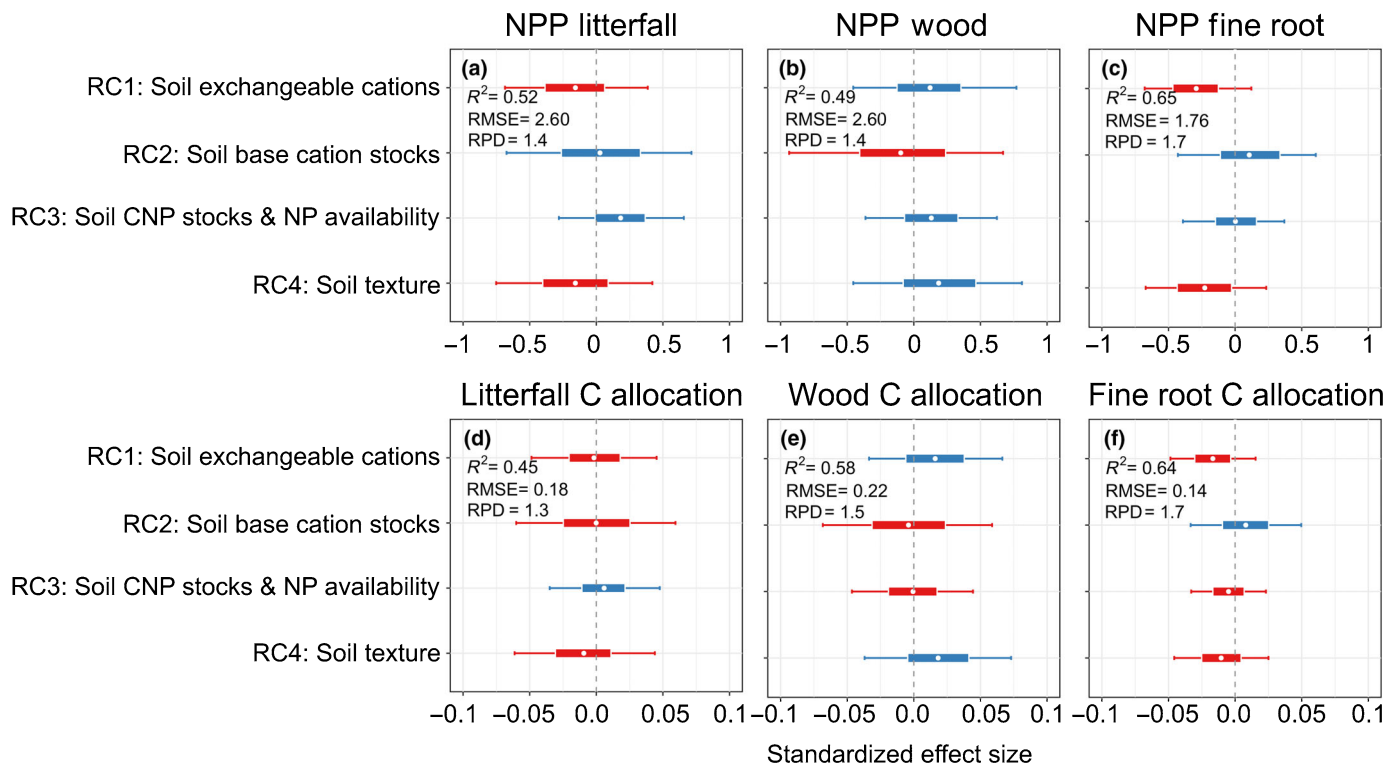 NPP litterfall NPP wood NPP fine root
(a) (b) (c)
RC1: Soil exchangeable cations
R²= 0.52 R²= 0.49 R²= 0.65
RMSE= 2.60 RMSE= 2.60 RMSE= 1.76
RPD= 1.4 RPD= 1.4 RPD= 1.7
RC2: Soil base cation stocks
RC3: Soil CNP stocks & NP availability
RC4: Soil texture
−1 −0.5 0 0.5 1 −1 −0.5 0 0.5 1 −1 −0.5 0 0.5 1
Litterfall C allocation Wood C allocation Fine root C allocation
(d) (e) (f)
RC1: Soil exchangeable cations
R²= 0.45 R²= 0.58 R²= 0.64
RMSE= 0.18 RMSE= 0.22 RMSE= 0.14
RPD= 1.3 RPD= 1.5 RPD= 1.7
RC2: Soil base cation stocks
RC3: Soil CNP stocks & NP availability
RC4: Soil texture
−0.1 −0.05 0.0 0.05 0.1 −0.1 −0.05 0.0 0.05 0.1 −0.1 −0.05 0.0 0.05 0.1
Standardized effect size